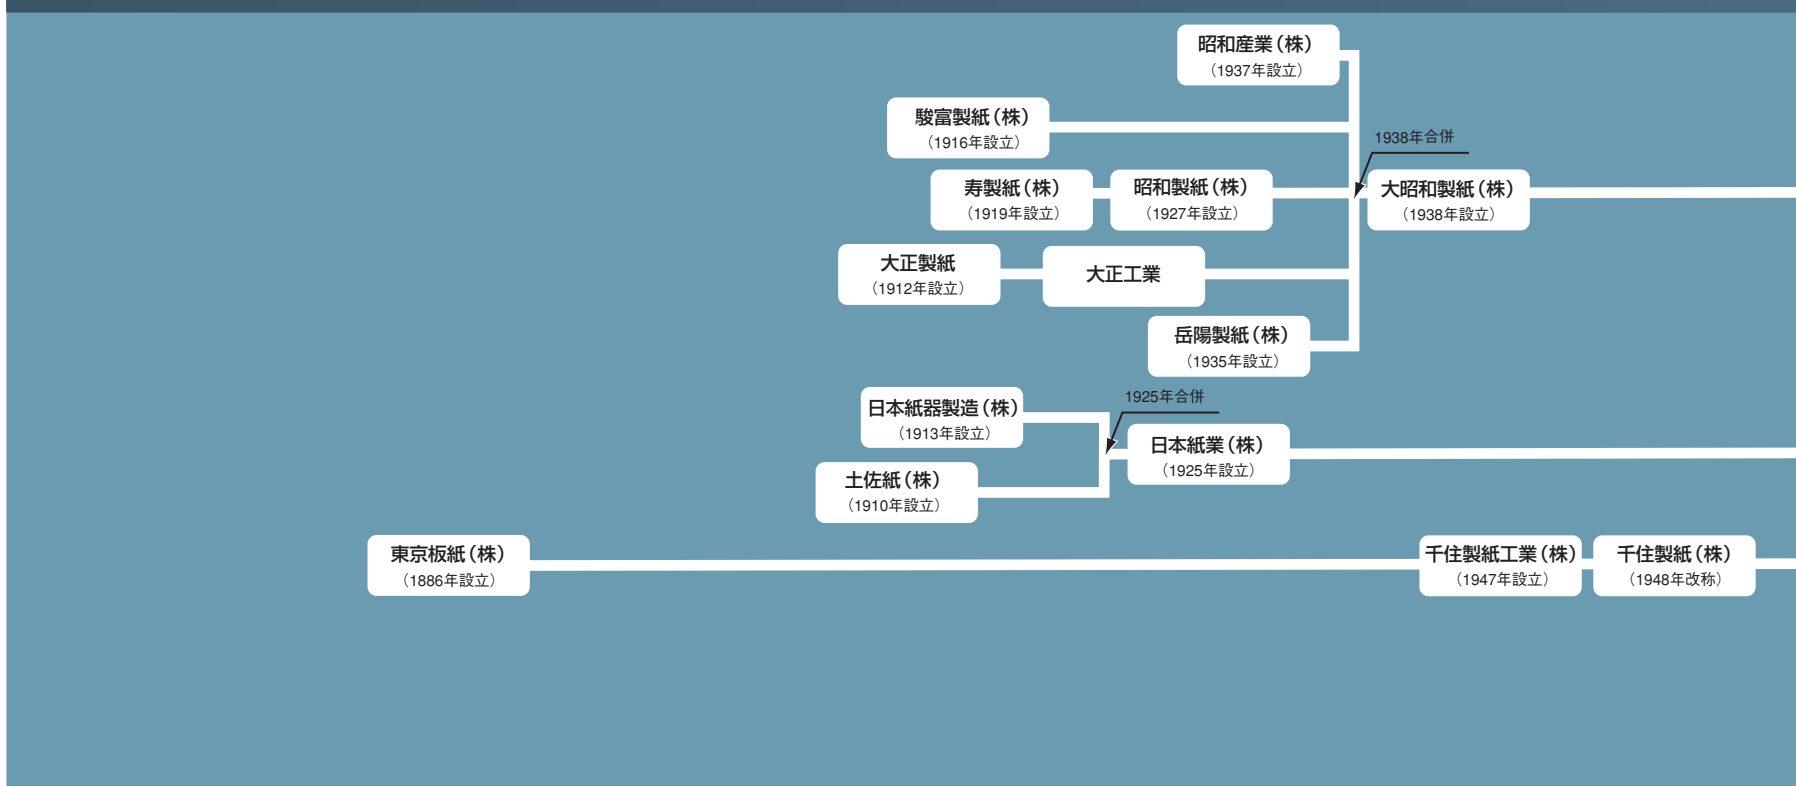 昭和産業(株)
（1937年設立）
駿富製紙(株)
（1916年設立）
1938年合併
寿製紙(株)
（1919年設立）
昭和製紙(株)
（1927年設立）
大昭和製紙(株)
（1938年設立）
大正製紙
（1912年設立）
大正工業
岳陽製紙(株)
（1935年設立）
日本紙器製造(株)
（1913年設立）
1925年合併
日本紙業(株)
（1925年設立）
土佐紙(株)
（1910年設立）
東京板紙(株)
（1886年設立）
千住製紙工業(株)
（1947年設立）
千住製紙(株)
（1948年改称）